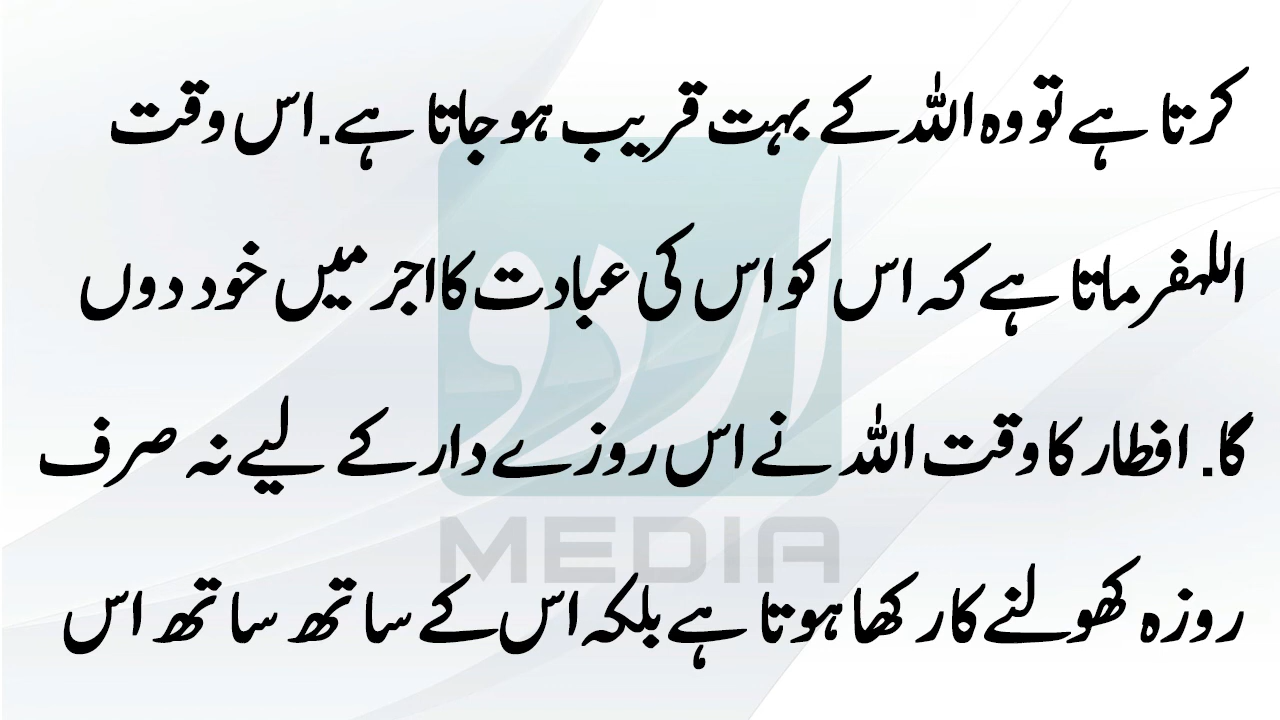 کرتا ہے تو وہ اللہ کے بہت قریب ہو جاتا ہے. اس وقت
اللہفرماتا ہے کہ اس کو اس کی عبادت کا اجر میں خود دوں
گا. افطار کا وقت اللہ نے اس روزے دار کے لیے نہ صرف
روزہ کھولنے کا رکھا ہوتا ہے بلکہ اس کے ساتھ ساتھ اس
اردو
MEDIA